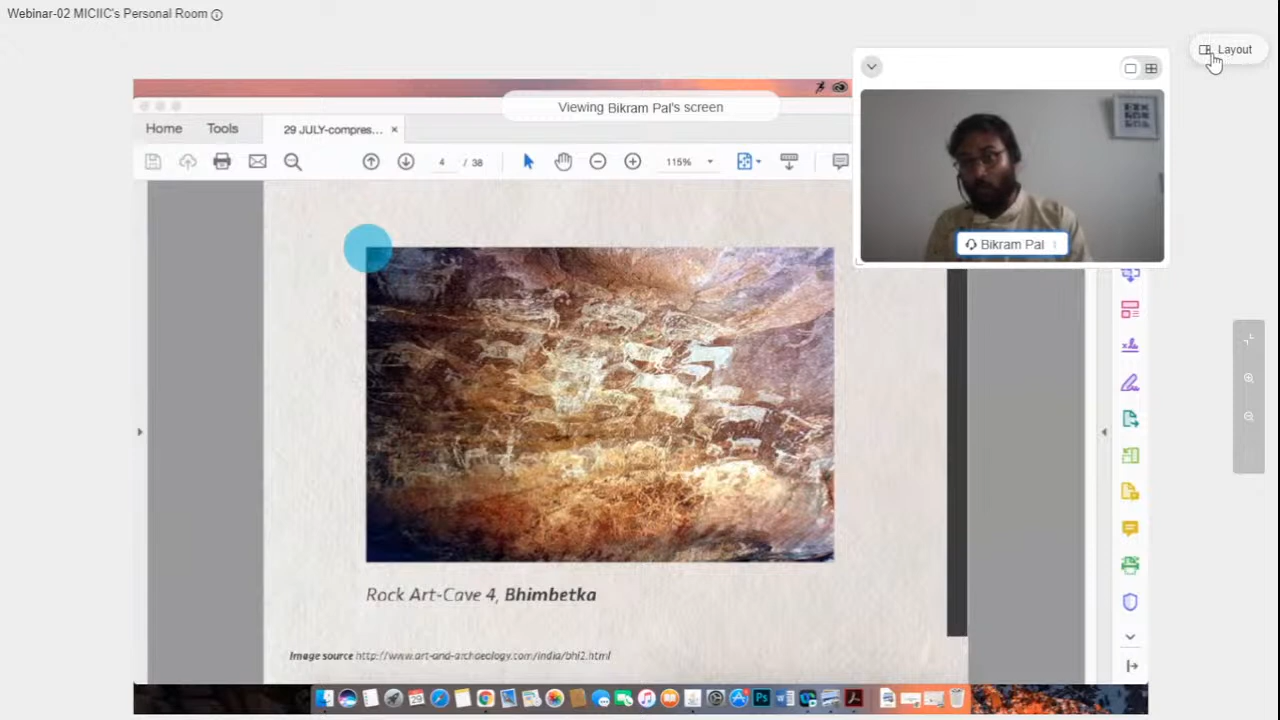 Webinar-02 MICIIC's Personal Room
Layout
Viewing Bikram Pal's screen
Home Tools 29 JULY-compres... ×
4 / 38 115%
Bikram Pal
Rock Art-Cave 4, Bhimbetka
Image source http://www.art-and-archaeology.com/india/bhi2.html